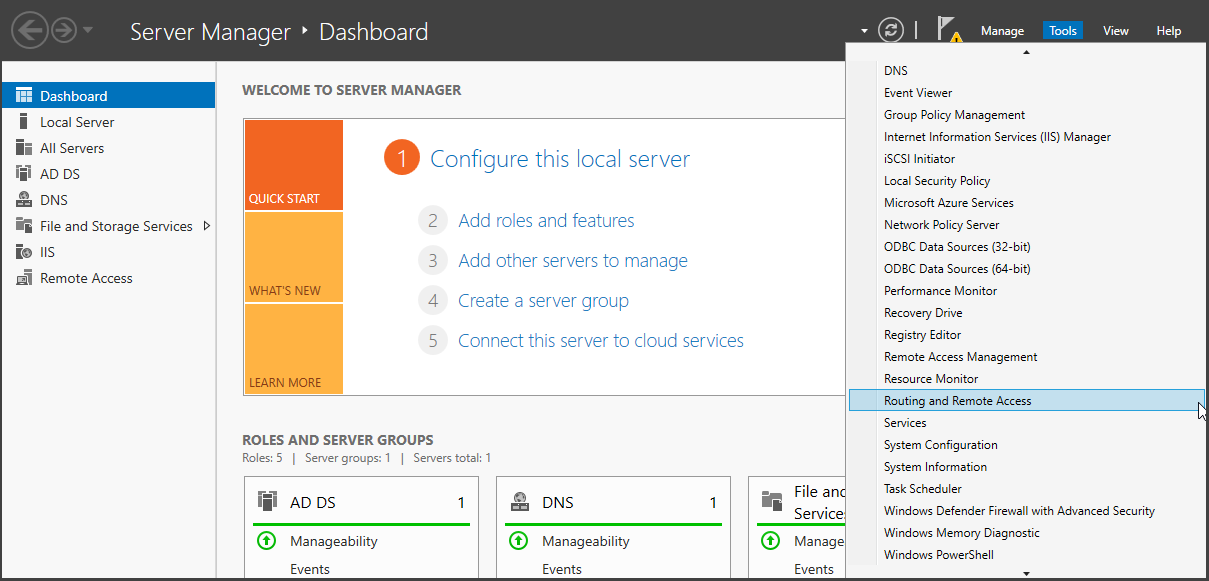 Server Manager ‣ Dashboard
Manage Tools View Help
Dashboard
Local Server
All Servers
AD DS
DNS
File and Storage Services
IIS
Remote Access
WELCOME TO SERVER MANAGER
QUICK START
WHAT'S NEW
LEARN MORE
1 Configure this local server
2 Add roles and features
3 Add other servers to manage
4 Create a server group
5 Connect this server to cloud services
ROLES AND SERVER GROUPS
Roles: 5 | Server groups: 1 | Servers total: 1
AD DS 1
Manageability
Events
DNS 1
Manageability
Events
File and
Services
Manage
Events
DNS
Event Viewer
Group Policy Management
Internet Information Services (IIS) Manager
iSCSI Initiator
Local Security Policy
Microsoft Azure Services
Network Policy Server
ODBC Data Sources (32-bit)
ODBC Data Sources (64-bit)
Performance Monitor
Recovery Drive
Registry Editor
Remote Access Management
Resource Monitor
Routing and Remote Access
Services
System Configuration
System Information
Task Scheduler
Windows Defender Firewall with Advanced Security
Windows Memory Diagnostic
Windows PowerShell